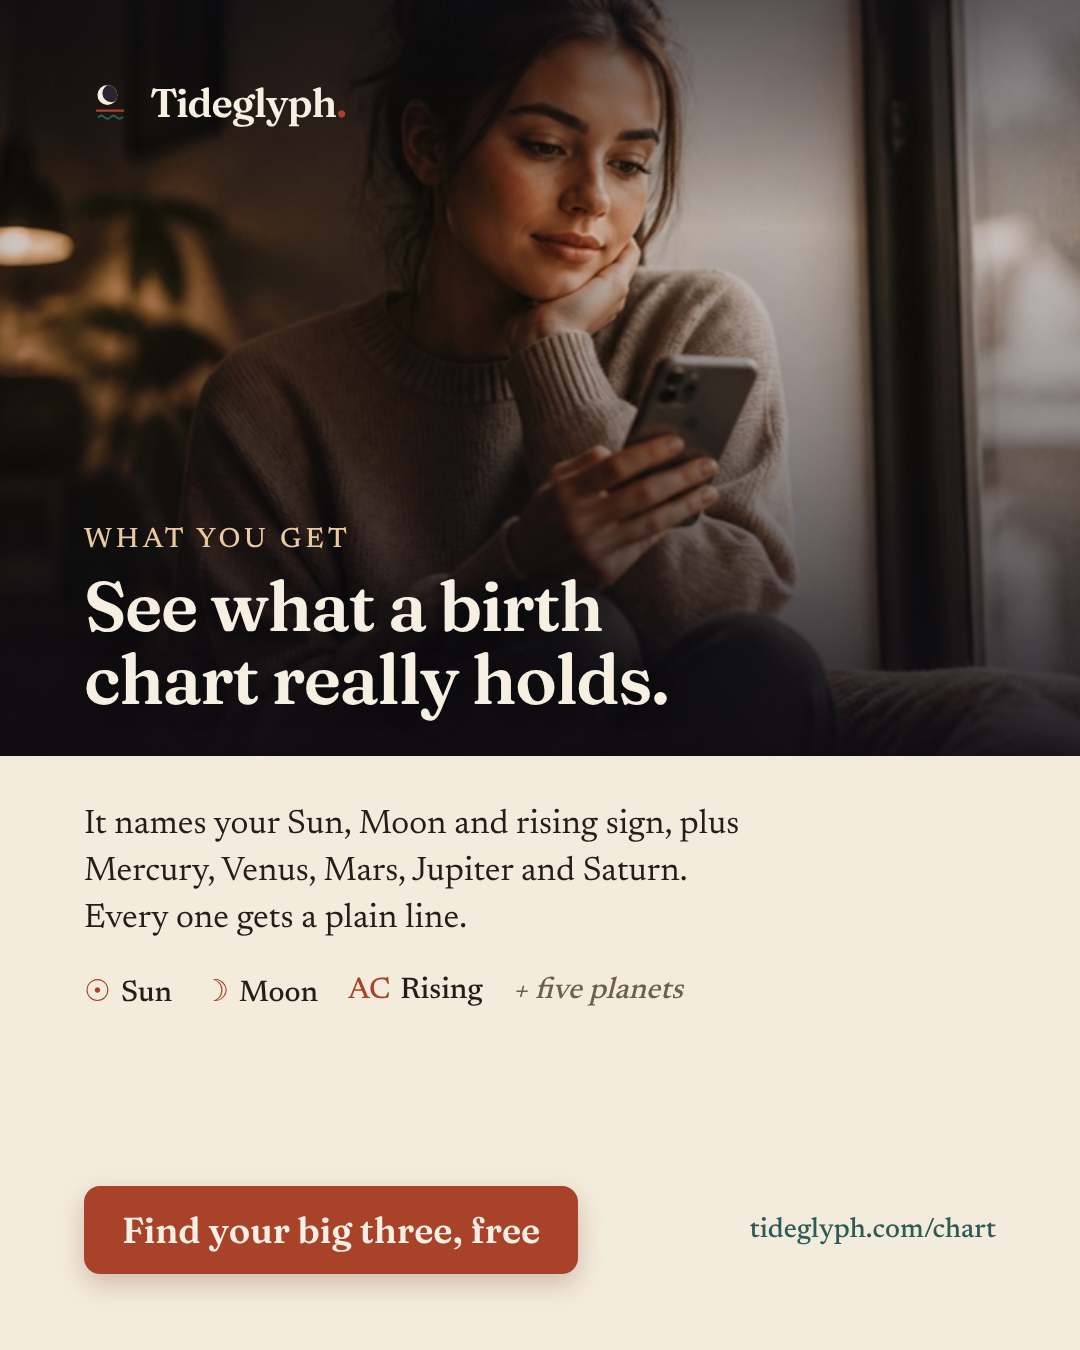 Tideglyph.
WHAT YOU GET
See what a birth
chart really holds.
It names your Sun, Moon and rising sign, plus
Mercury, Venus, Mars, Jupiter and Saturn.
Every one gets a plain line.
☉ Sun ☽ Moon AC Rising + five planets
Find your big three, free
tideglyph.com/chart